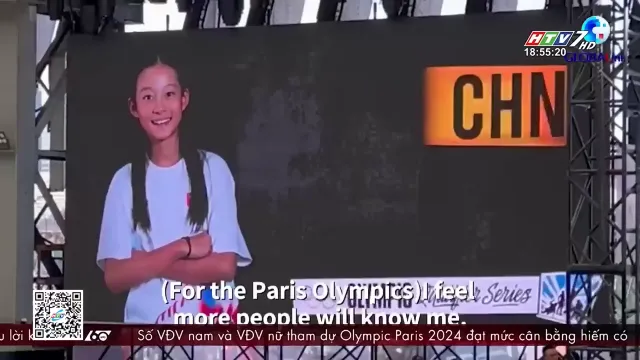 HTV7 HD
18:55:20
CHN
(For the Paris Olympics) I feel
Series
more people will know me.
60
Số VĐV nam và VĐV nữ tham dự Olympic Paris 2024 đạt mức cân bằng hiếm có